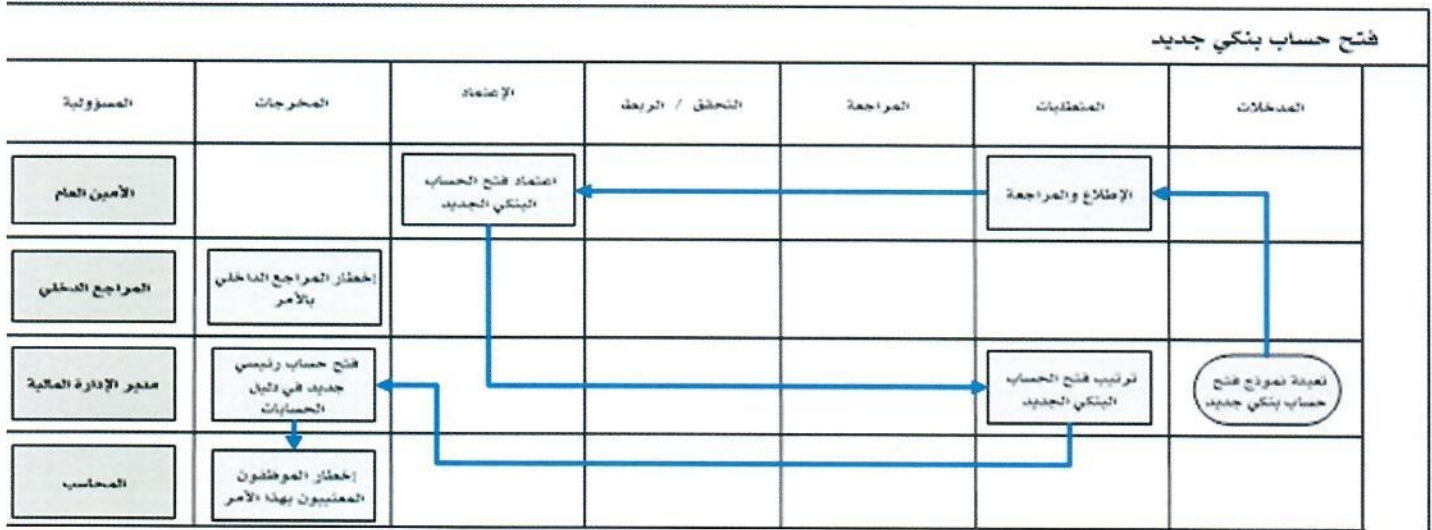 فتح حساب بنكي جديد
المدخلات
المتطلبات
المراجعة
التحقق / الربط
الإعتماد
المخرجات
المسؤولية
الإطلاع والمراجعة
اعتماد فتح الحساب
البنكي الجديد
الأمين العام
إخطار المراجع الداخلي
بالأمر
المراجع الدخلي
تعبئة نموذج فتح
حساب بنكي جديد
ترتيب فتح الحساب
البنكي الجديد
فتح حساب رئيسي
جديد في دليل
الحسابات
مدير الإدارة المالية
إخطار الموظفون
المعنييون بهذا الأمر
المحاسب